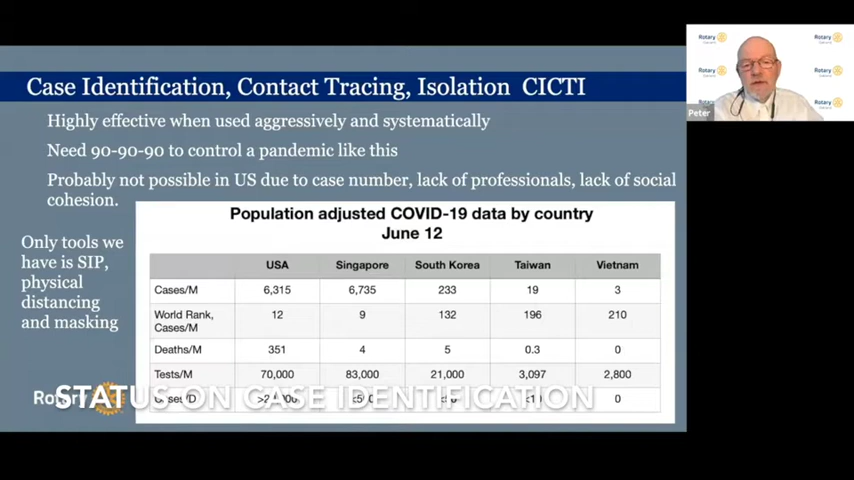 Case Identification, Contact Tracing, Isolation CICTI
Highly effective when used aggressively and systematically
Need 90-90-90 to control a pandemic like this
Probably not possible in US due to case number, lack of professionals, lack of social
cohesion.
Only tools we
have is SIP,
physical
distancing
and masking
Population adjusted COVID-19 data by country
June 12
USA Singapore South Korea Taiwan Vietnam
Cases/M 6,315 6,735 233 19 3
World Rank, 12 9 132 196 210
Cases/M
Deaths/M 351 4 5 0.3 0
Tests/M 70,000 83,000 21,000 3,097 2,800
0
Rotary
STATUS ON CASE IDENTIFICATION
Rotary
Rotary
Rotary
Rotary
Rotary
Peter